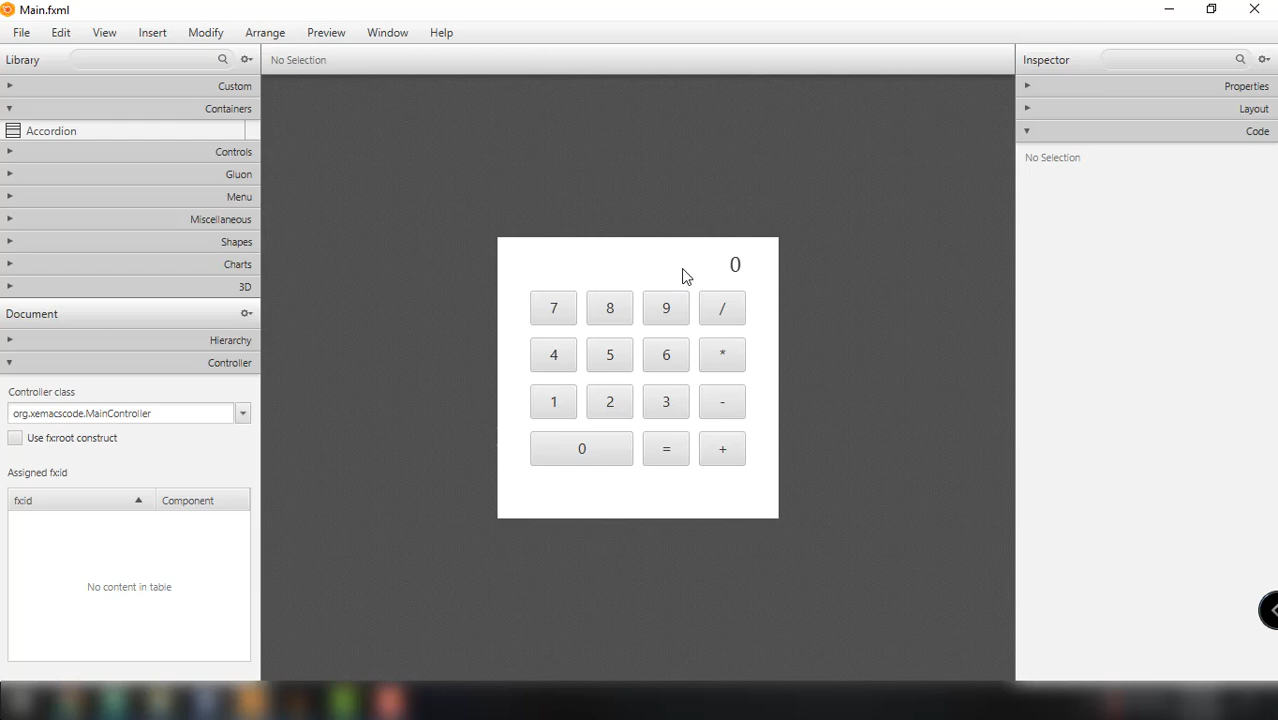 Main.fxml
File Edit View Insert Modify Arrange Preview Window Help
Library
No Selection
Inspector
Custom
Containers
Accordion
Controls
Gluon
Menu
Miscellaneous
Shapes
Charts
3D
Document
Hierarchy
Controller
Controller class
org.xemacscode.MainController
Use fx:root construct
Assigned fx:id
fx:id Component
No content in table
0
7 8 9 /
4 5 6 *
1 2 3 -
0 = +
Properties
Layout
Code
No Selection